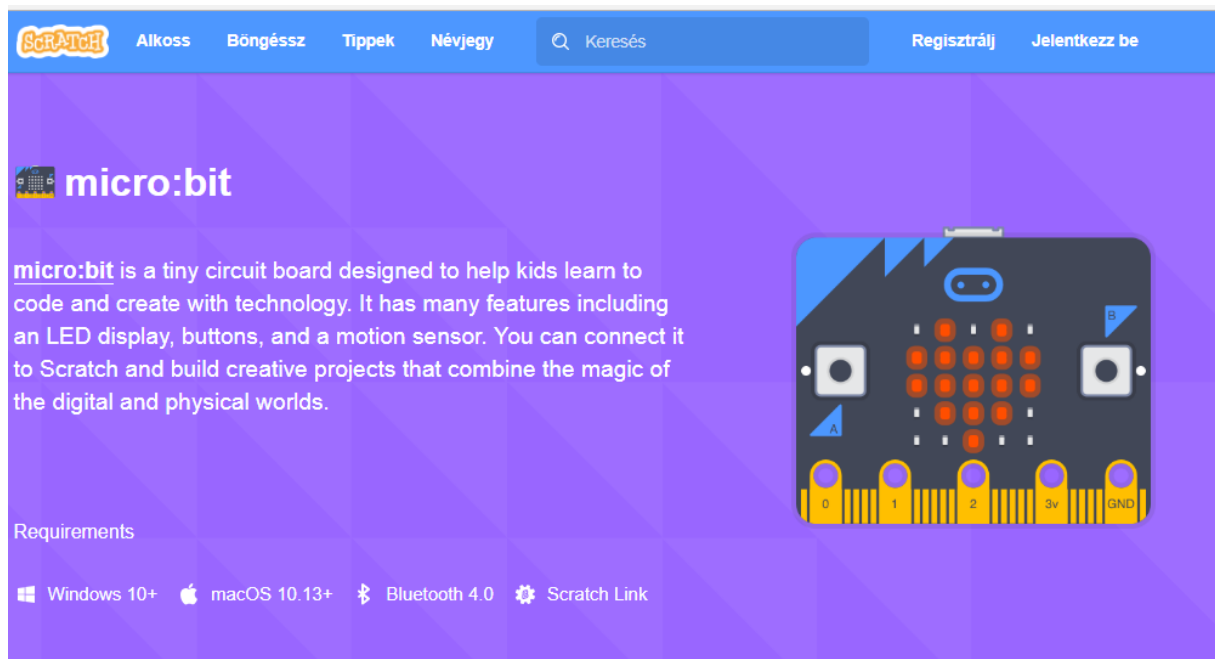 SCRATCH Alkoss Böngéssz Tippek Névjegy Keresés Regisztrálj Jelentkezz be
micro:bit
micro:bit is a tiny circuit board designed to help kids learn to
code and create with technology. It has many features including
an LED display, buttons, and a motion sensor. You can connect it
to Scratch and build creative projects that combine the magic of
the digital and physical worlds.
B
A
0 1 2 3v GND
Requirements
Windows 10+ macOS 10.13+ Bluetooth 4.0 Scratch Link